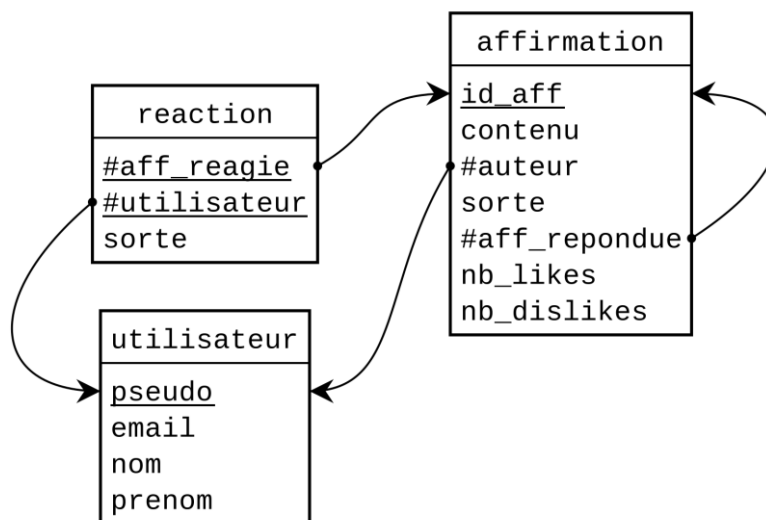 reaction
#aff_reagie
#utilisateur
sorte
affirmation
id_aff
contenu
#auteur
sorte
#aff_repondue
nb_likes
nb_dislikes
utilisateur
pseudo
email
nom
prenom